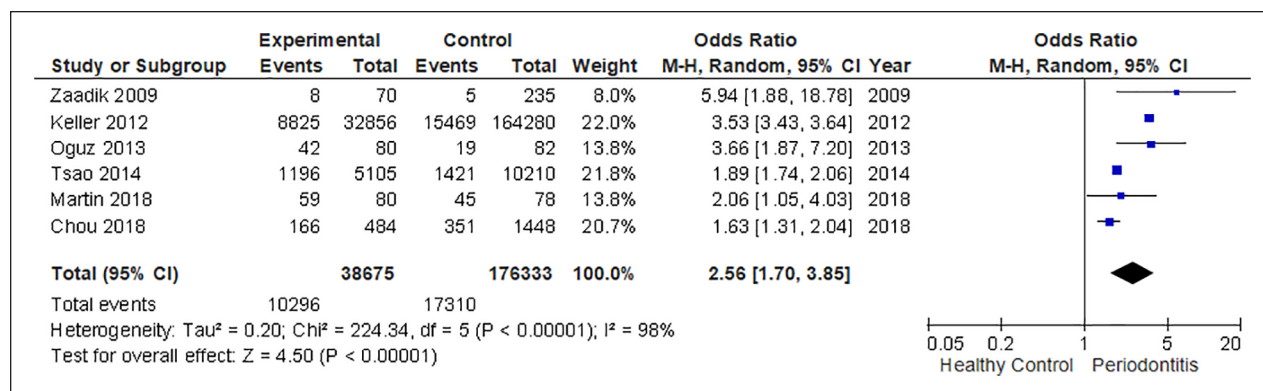 Experimental Control Odds Ratio Odds Ratio
Study or Subgroup Events Total Events Total Weight M-H, Random, 95% CI Year M-H, Random, 95% CI
Zaadik 2009 8 70 5 235 8.0% 5.94 [1.88, 18.78] 2009
Keller 2012 8825 32856 15469 164280 22.0% 3.53 [3.43, 3.64] 2012
Oguz 2013 42 80 19 82 13.8% 3.66 [1.87, 7.20] 2013
Tsao 2014 1196 5105 1421 10210 21.8% 1.89 [1.74, 2.06] 2014
Martin 2018 59 80 45 78 13.8% 2.06 [1.05, 4.03] 2018
Chou 2018 166 484 351 1448 20.7% 1.63 [1.31, 2.04] 2018
Total (95% CI) 38675 176333 100.0% 2.56 [1.70, 3.85]
Total events 10296 17310
Heterogeneity: Tau² = 0.20; Chi² = 224.34, df = 5 (P < 0.00001); I² = 98%
Test for overall effect: Z = 4.50 (P < 0.00001)
0.05 0.2 1 5 20
Healthy Control Periodontitis